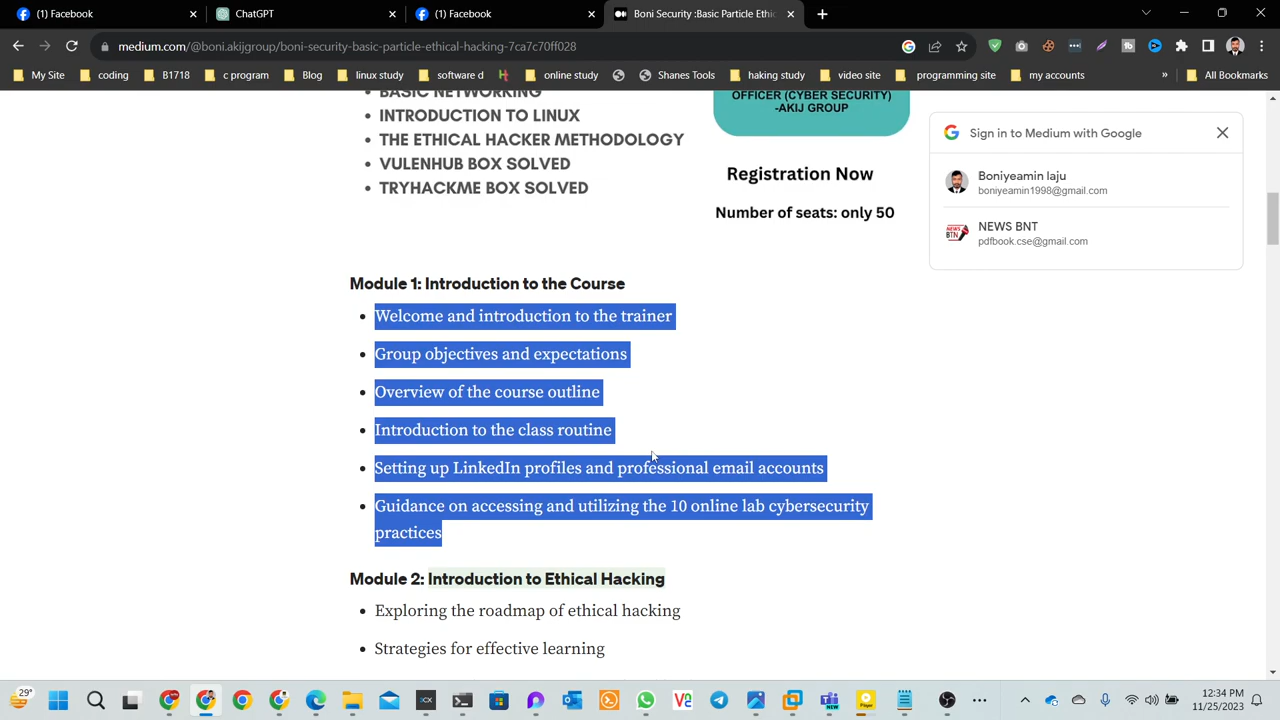 Facebook
ChatGPT
Facebook
Boni Security :Basic Particle Ethic
medium.com/@boni.akijgroup/boni-security-basic-particle-ethical-hacking-7ca7c70ff028
My Site
coding
B1718
c program
Blog
linux study
software d
online study
Shanes Tools
haking study
video site
programing site
my accounts
»
All Bookmarks
BASIC NETWORKING
• INTRODUCTION TO LINUX
• THE ETHICAL HACKER METHODOLOGY
• VULENHUB BOX SOLVED
• TRYHACKME BOX SOLVED
OFFICER (CYBER SECURITY)
-AKIJ GROUP
Registration Now
Number of seats: only 50
Sign in to Medium with Google
Boniyeamin laju
boniyeamin1998@gmail.com
NEWS BNT
pdfbook.cse@gmail.com
Module 1: Introduction to the Course
• Welcome and introduction to the trainer
• Group objectives and expectations
• Overview of the course outline
• Introduction to the class routine
• Setting up LinkedIn profiles and professional email accounts
• Guidance on accessing and utilizing the 10 online lab cybersecurity
practices
Module 2: Introduction to Ethical Hacking
• Exploring the roadmap of ethical hacking
• Strategies for effective learning
29°
12:34 PM
11/25/2023